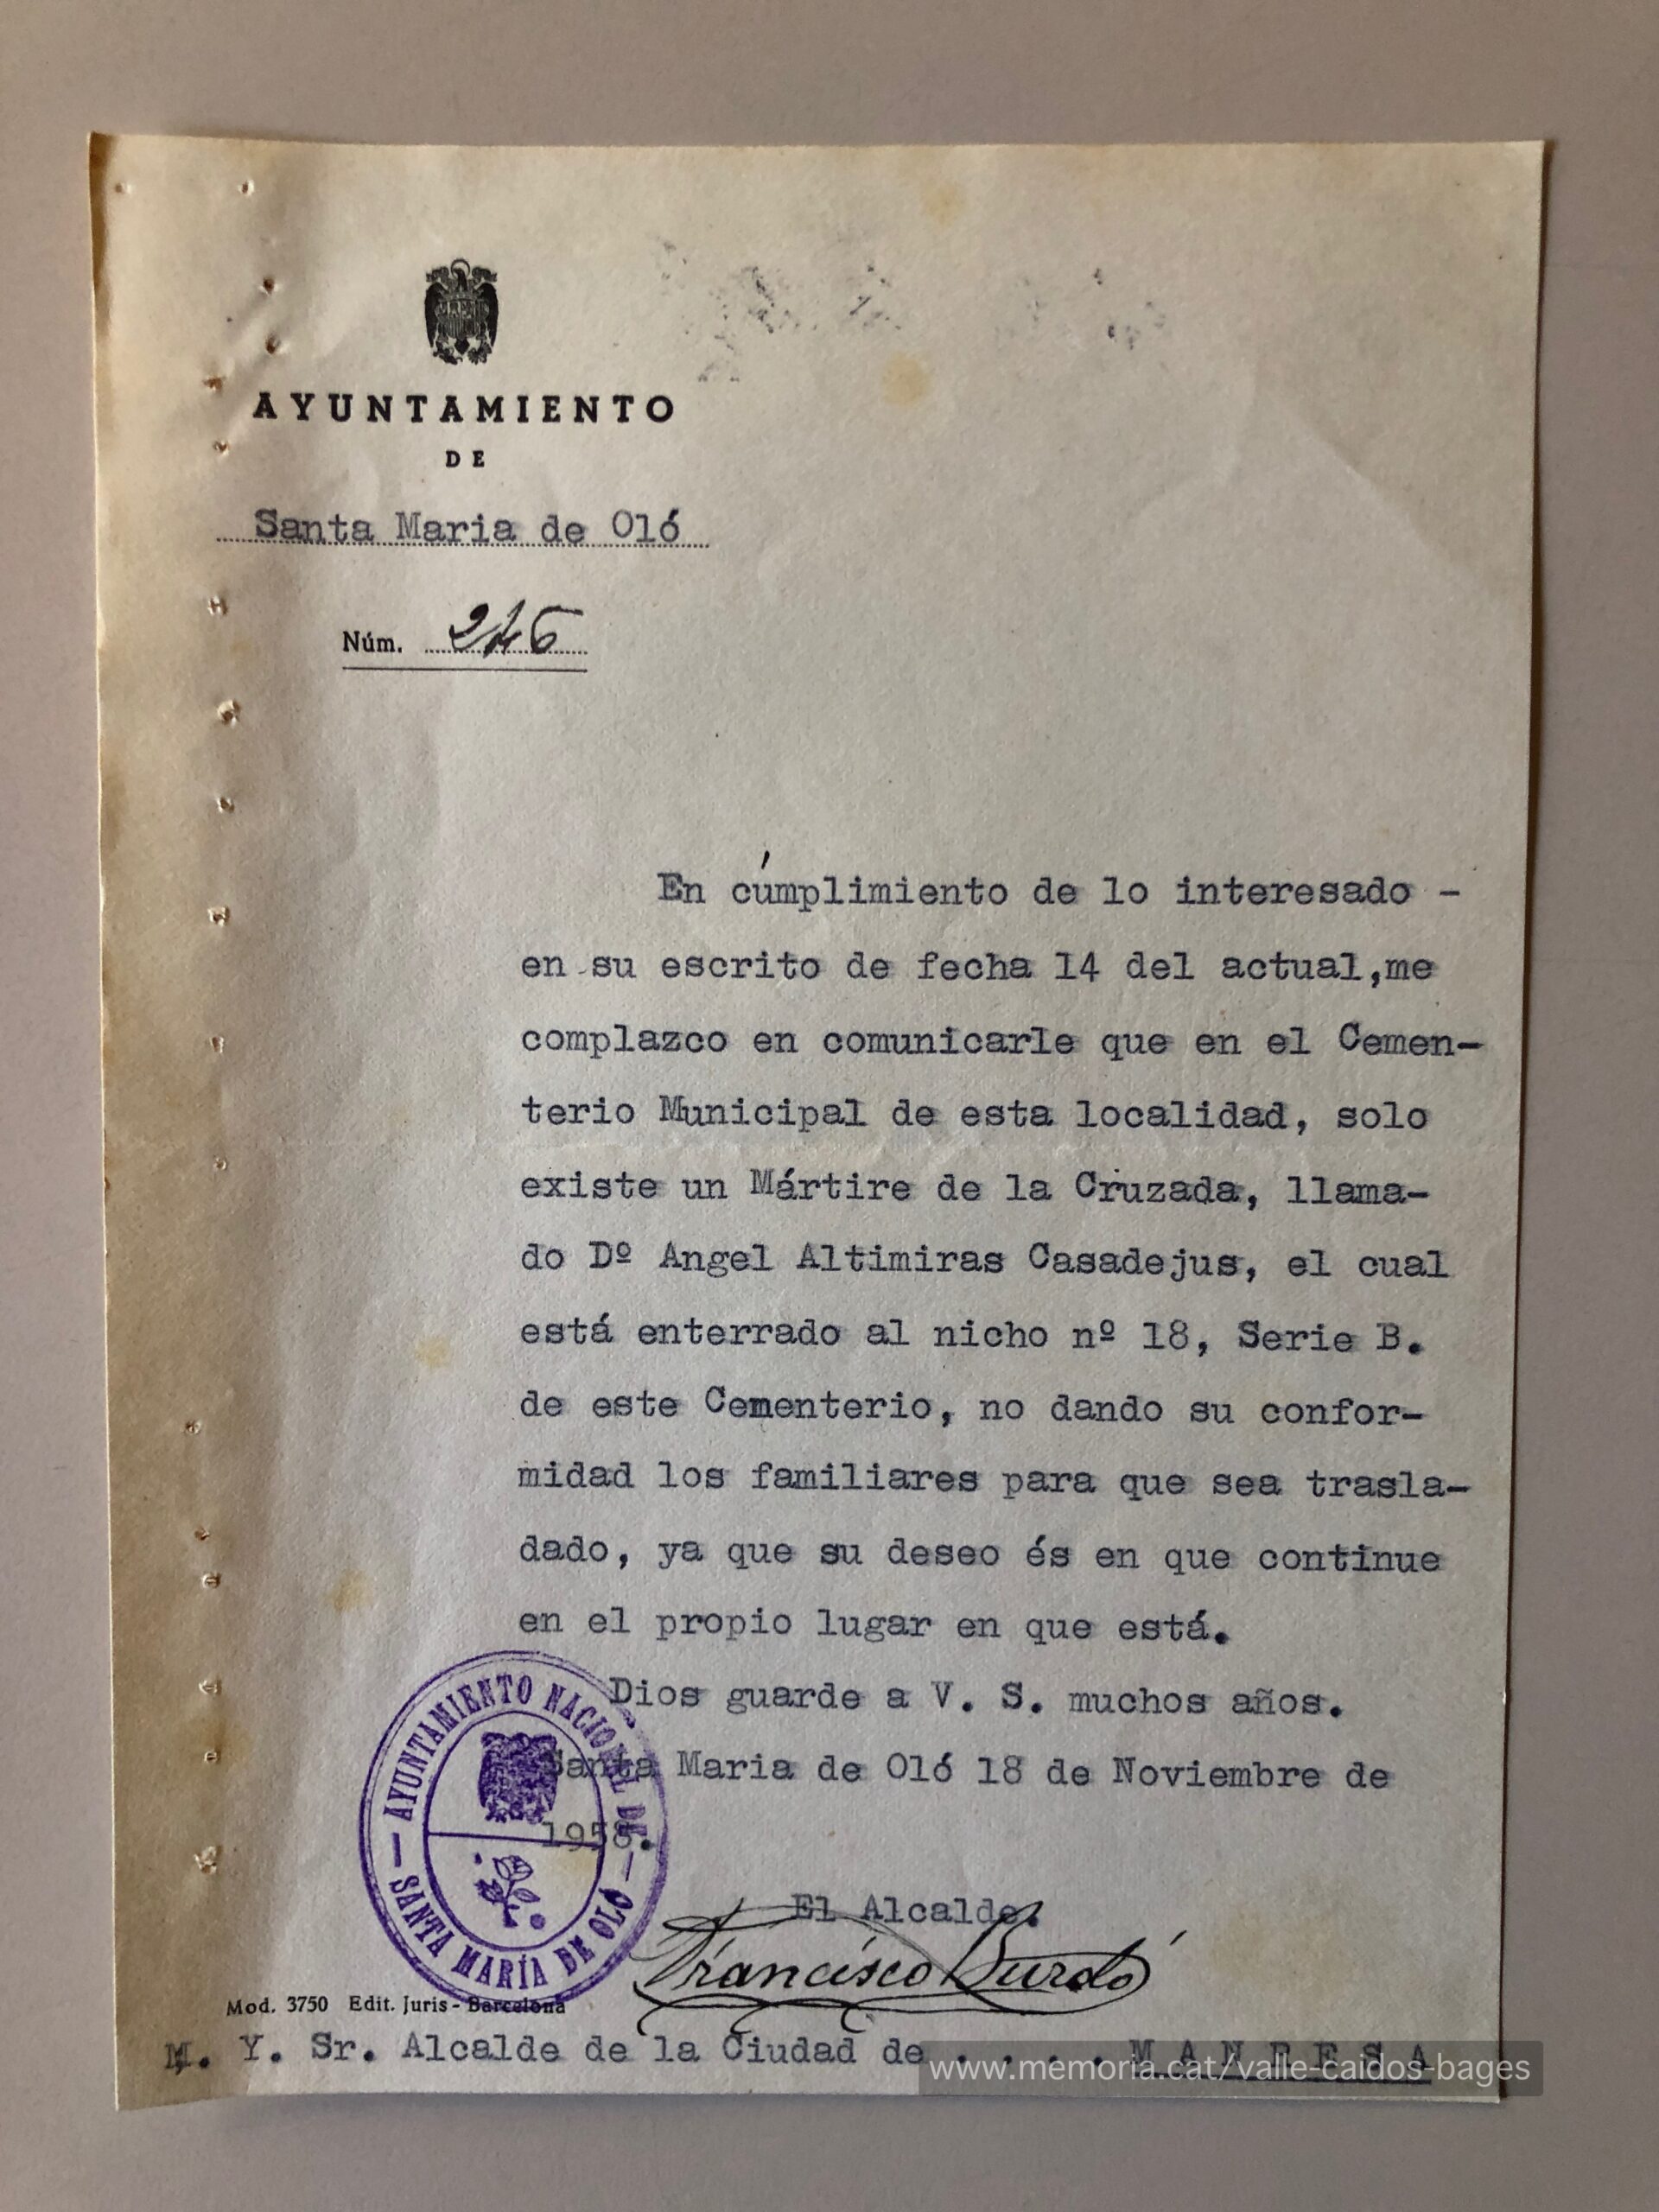 AYUNTAMIENTO
DE
Santa Maria de Oló
Núm. 246
En cúmplimiento de lo interesado -
en su escrito de fecha 14 del actual,me
complazco en comunicarle que en el Cemen-
terio Municipal de esta localidad, solo
existe un Mártire de la Cruzada, llama-
do Dº Angel Altimiras Casadejus, el cual
está enterrado al nicho nº 18, Serie B.
de este Cementerio, no dando su confor-
midad los familiares para que sea trasla-
dado, ya que su deseo és en que continue
en el propio lugar en que está.
Dios guarde a V. S. muchos años.
Santa Maria de Oló 18 de Noviembre de
1958.
AYUNTAMIENTO NACIONAL DE
SANTA MARÍA DE OLÓ
El Alcalde.
Francisco Burdó
Mod. 3750 Edit. Juris - Barcelona
M. Y. Sr. Alcalde de la Ciudad de . . . . MANRESA
www.memoria.cat/valle-caidos-bages